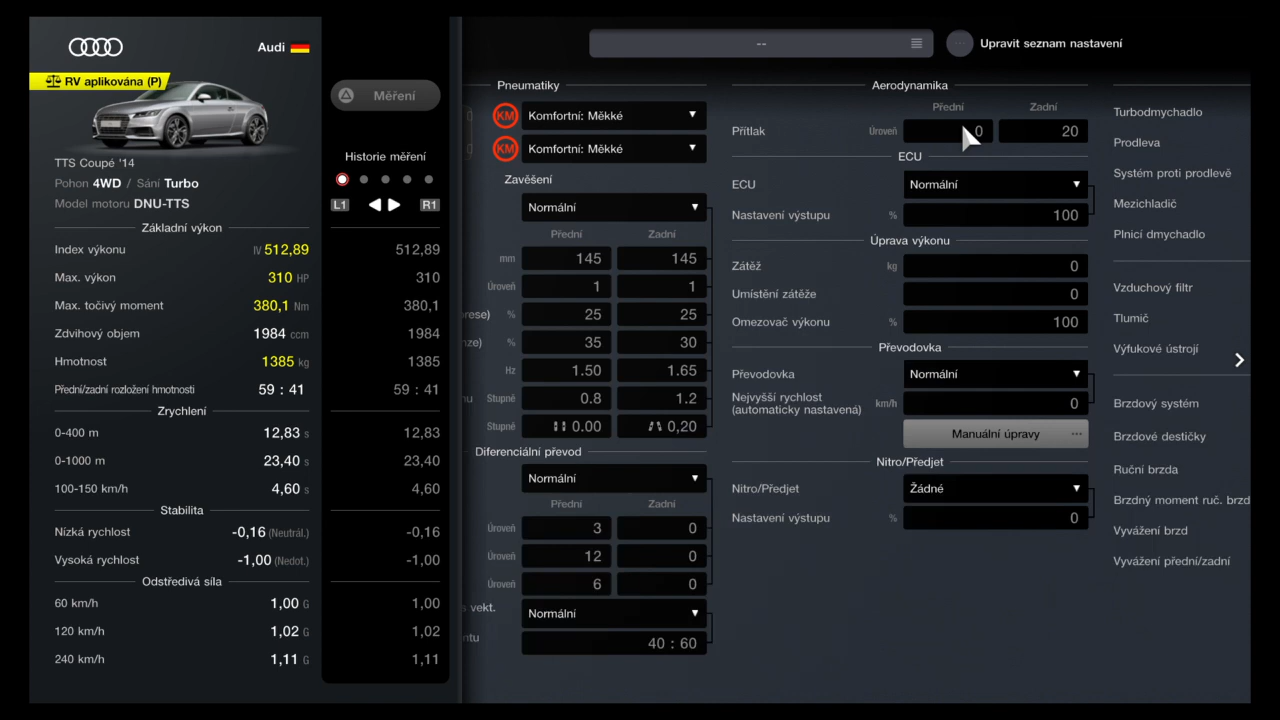 Audi
RV aplikována (P)
TTS Coupé '14
Pohon 4WD / Sání Turbo
Model motoru DNU-TTS
Základní výkon
Index výkonu IV 512,89
Max. výkon 310 HP
Max. točivý moment 380,1 Nm
Zdvihový objem 1984 ccm
Hmotnost 1385 kg
Přední/zadní rozložení hmotnosti 59 : 41
Zrychlení
0-400 m 12,83 s
0-1000 m 23,40 s
100-150 km/h 4,60 s
Stabilita
Nízká rychlost -0,16 (Neutrál.)
Vysoká rychlost -1,00 (Nedot.)
Odstředivá síla
60 km/h 1,00 G
120 km/h 1,02 G
240 km/h 1,11 G
Měření
Historie měření
L1 R1
512,89
310
380,1
1984
1385
59 : 41
12,83
23,40
4,60
-0,16
-1,00
1,00
1,02
1,11
-- 
Upravit seznam nastavení
Pneumatiky
KM Komfortní: Měkké
KM Komfortní: Měkké
Zavěšení
Normální
Přední Zadní
mm 145 145
Úroveň 1 1
prese) % 25 25
nze) % 35 30
Hz 1.50 1.65
nu Stupně 0.8 1.2
Stupně 0.00 0,20
Diferenciální převod
Normální
Přední Zadní
Úroveň 3 0
Úroveň 12 0
Úroveň 6 0
s vekt. Normální
ntu 40 : 60
Aerodynamika
Přední Zadní
Přítlak Úroveň 0 20
ECU
ECU Normální
Nastavení výstupu % 100
Úprava výkonu
Zátěž kg 0
Umístění zátěže 0
Omezovač výkonu % 100
Převodovka
Převodovka Normální
Nejvyšší rychlost
(automaticky nastavená) km/h 0
Manuální úpravy
Nitro/Předjet
Nitro/Předjet Žádné
Nastavení výstupu % 0
Turbodmychadlo
Prodleva
Systém proti prodlevě
Mezichladič
Plnicí dmychadlo
Vzduchový filtr
Tlumič
Výfukové ústrojí
Brzdový systém
Brzdové destičky
Ruční brzda
Brzdný moment ruč. brzd
Vyvážení brzd
Vyvážení přední/zadní